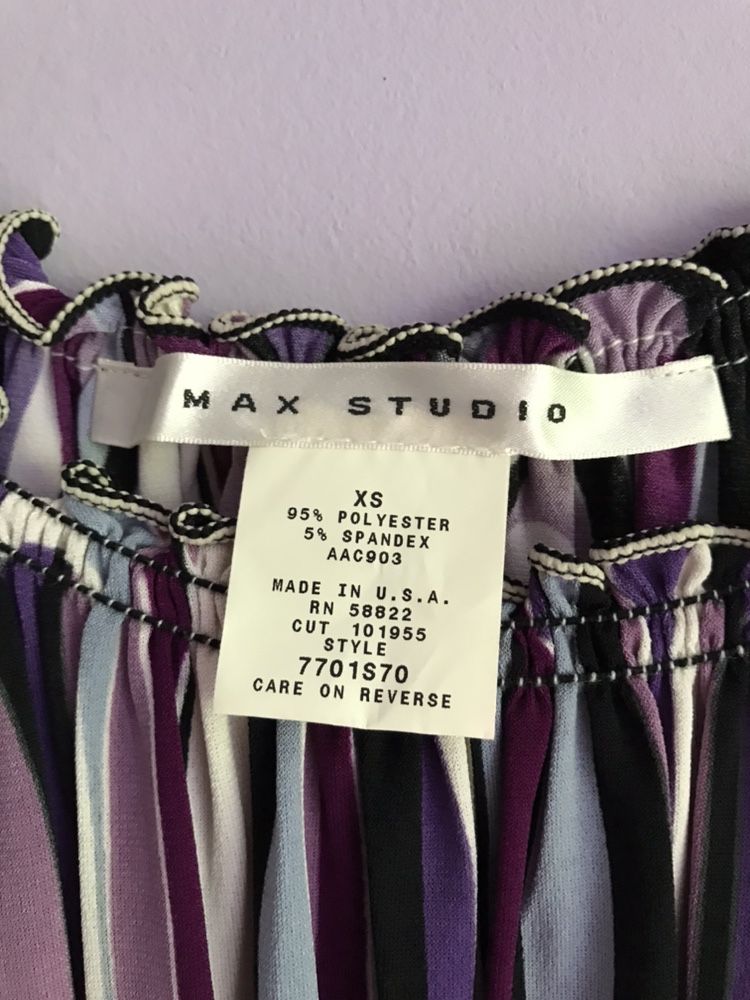 MAX STUDIO
XS
95% POLYESTER
5% SPANDEX
AAC903
MADE IN U.S.A.
RN 58822
CUT 101955
STYLE
7701S70
CARE ON REVERSE